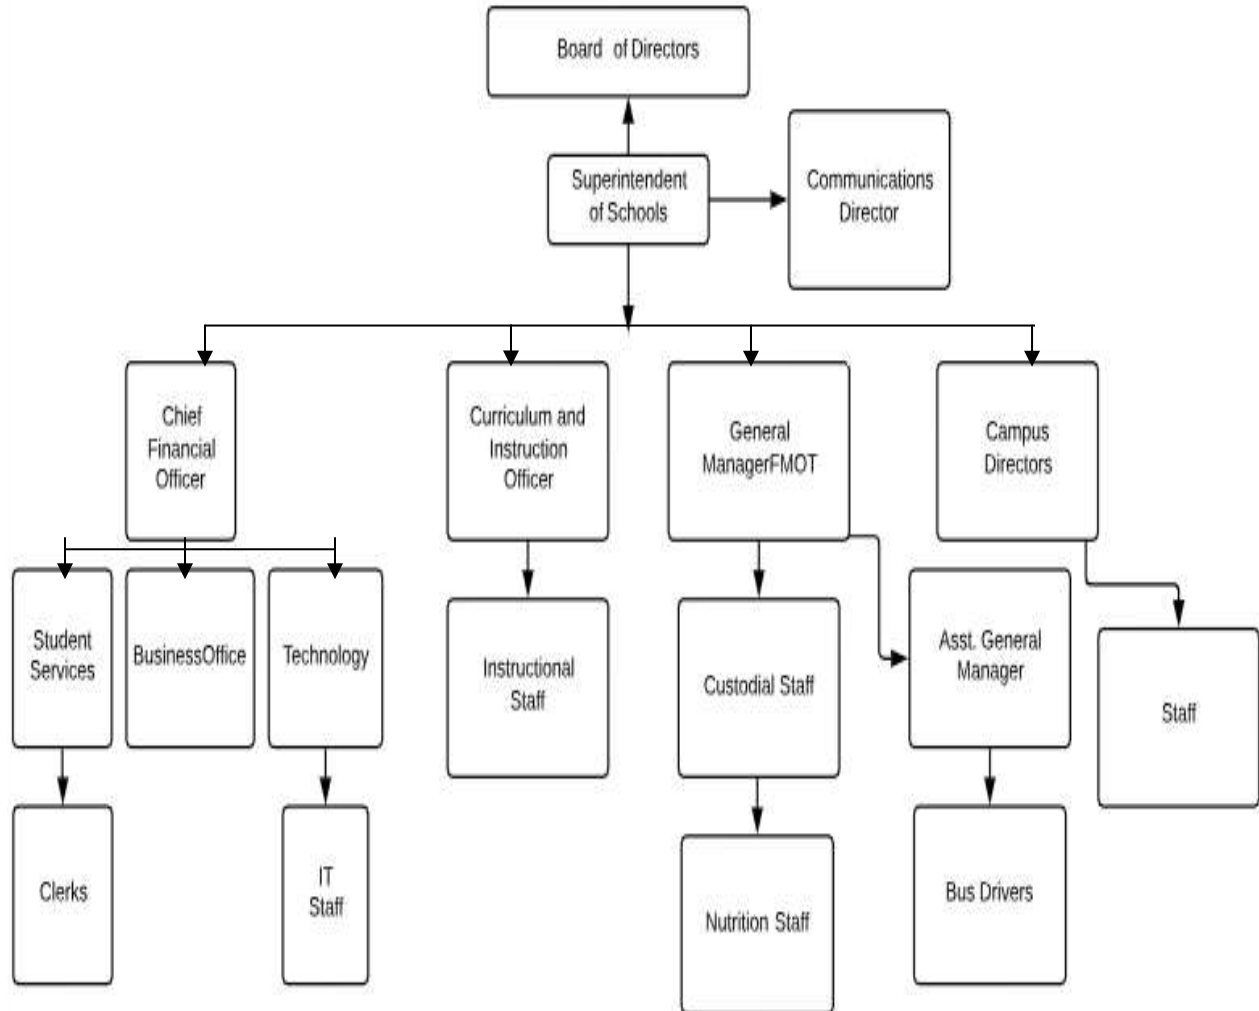 Board of Directors
Superintendent
of Schools
Communications
Director
Chief
Financial
Officer
Curriculum and
Instruction
Officer
General
ManagerFMOT
Campus
Directors
Student
Services
BusinessOffice
Technology
Instructional
Staff
Custodial Staff
Asst. General
Manager
Staff
Clerks
IT
Staff
Nutrition Staff
Bus Drivers